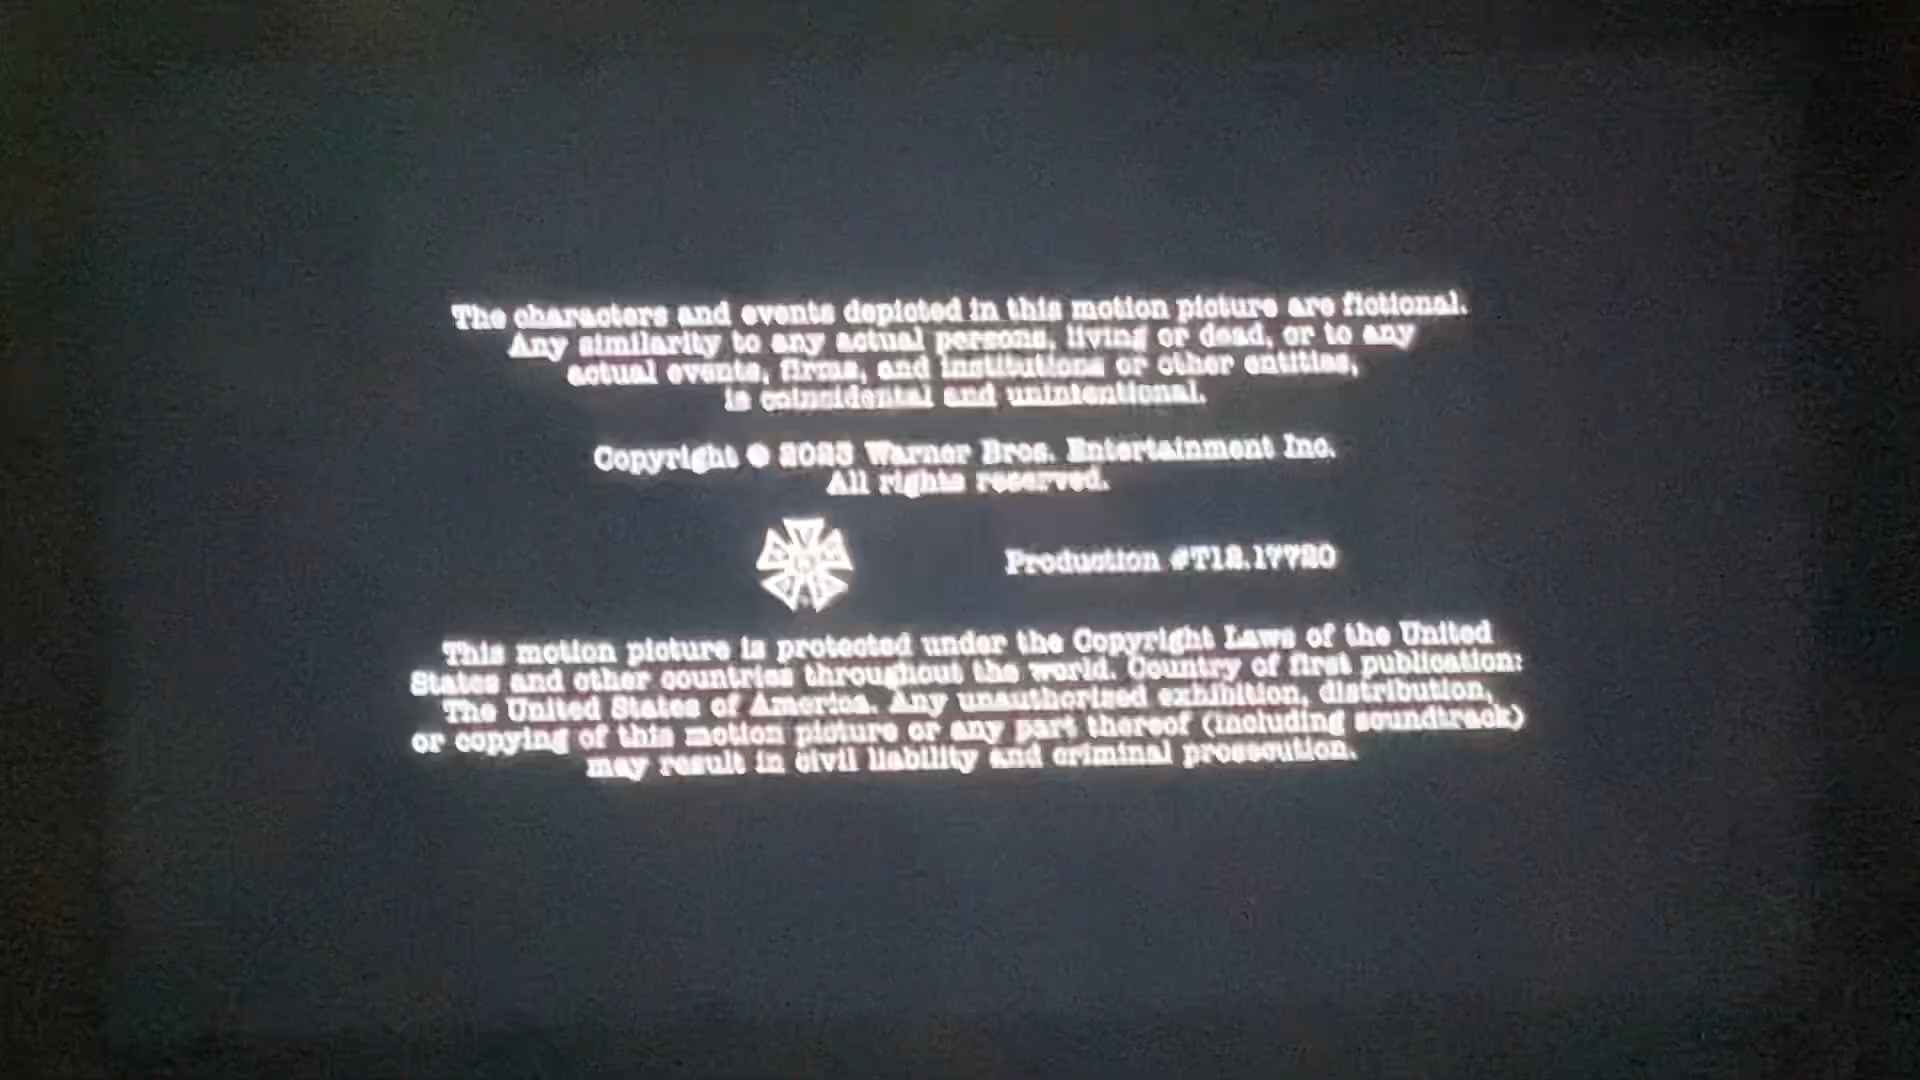 The characters and events depicted in this motion picture are fictional.
Any similarity to any actual persons, living or dead, or to any
actual events, firms, and institutions or other entities,
is coincidental and unintentional.
Copyright © 2023 Warner Bros. Entertainment Inc.
All rights reserved.
Production #T12.17720
This motion picture is protected under the Copyright Laws of the United
States and other countries throughout the world. Country of first publication:
The United States of America. Any unauthorized exhibition, distribution,
or copying of this motion picture or any part thereof (including soundtrack)
may result in civil liability and criminal prosecution.